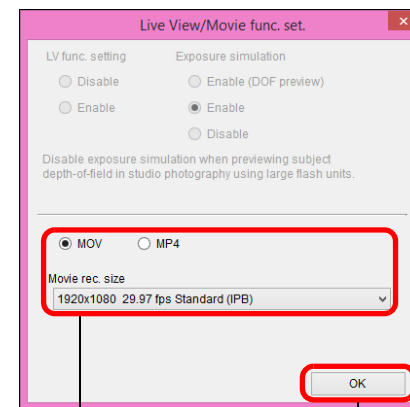 Live View/Movie func. set.
LV func. setting Exposure simulation
Disable Enable (DOF preview)
Enable Enable
Disable
Disable exposure simulation when previewing subject
depth-of-field in studio photography using large flash units.
MOV MP4
Movie rec. size
1920x1080 29.97 fps Standard (IPB)
OK